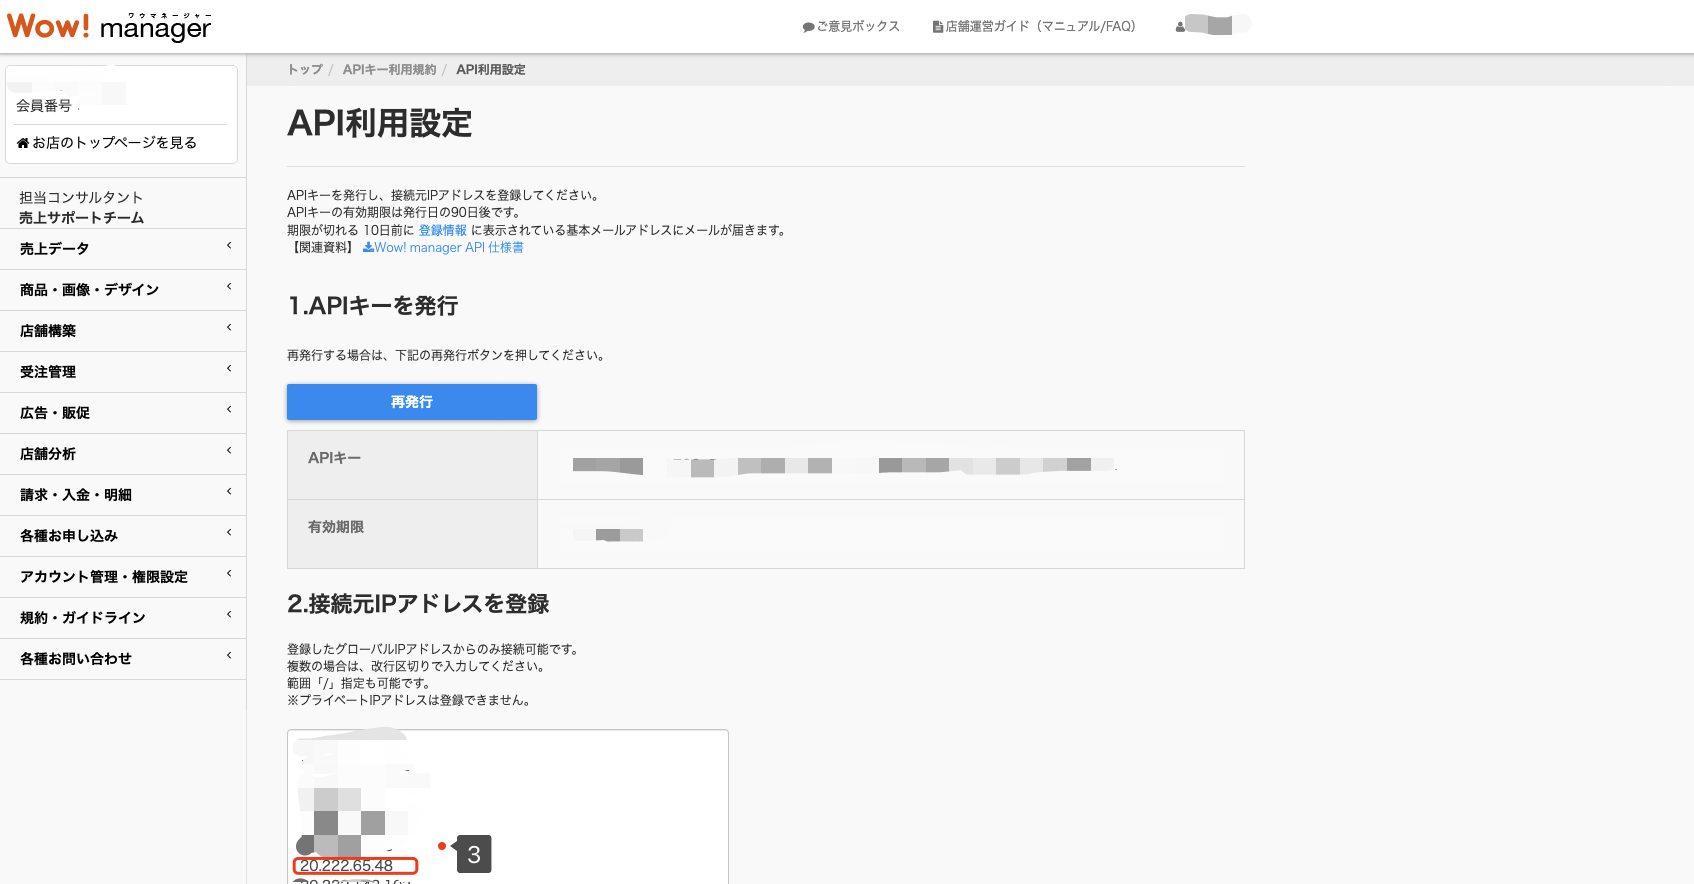 Wow! manager
ワウマネージャー
ご意見ボックス
店舗運営ガイド（マニュアル/FAQ）
会員番号
お店のトップページを見る
担当コンサルタント
売上サポートチーム
売上データ
商品・画像・デザイン
店舗構築
受注管理
広告・販促
店舗分析
請求・入金・明細
各種お申し込み
アカウント管理・権限設定
規約・ガイドライン
各種お問い合わせ
トップ / APIキー利用規約 / API利用設定
API利用設定
APIキーを発行し、接続元IPアドレスを登録してください。
APIキーの有効期限は発行日の90日後です。
期限が切れる 10日前に 登録情報 に表示されている基本メールアドレスにメールが届きます。
【関連資料】 Wow! manager API 仕様書
1.APIキーを発行
再発行する場合は、下記の再発行ボタンを押してください。
再発行
APIキー
有効期限
2.接続元IPアドレスを登録
登録したグローバルIPアドレスからのみ接続可能です。
複数の場合は、改行区切りで入力してください。
範囲「/」指定も可能です。
※プライベートIPアドレスは登録できません。
3
20.222.65.48